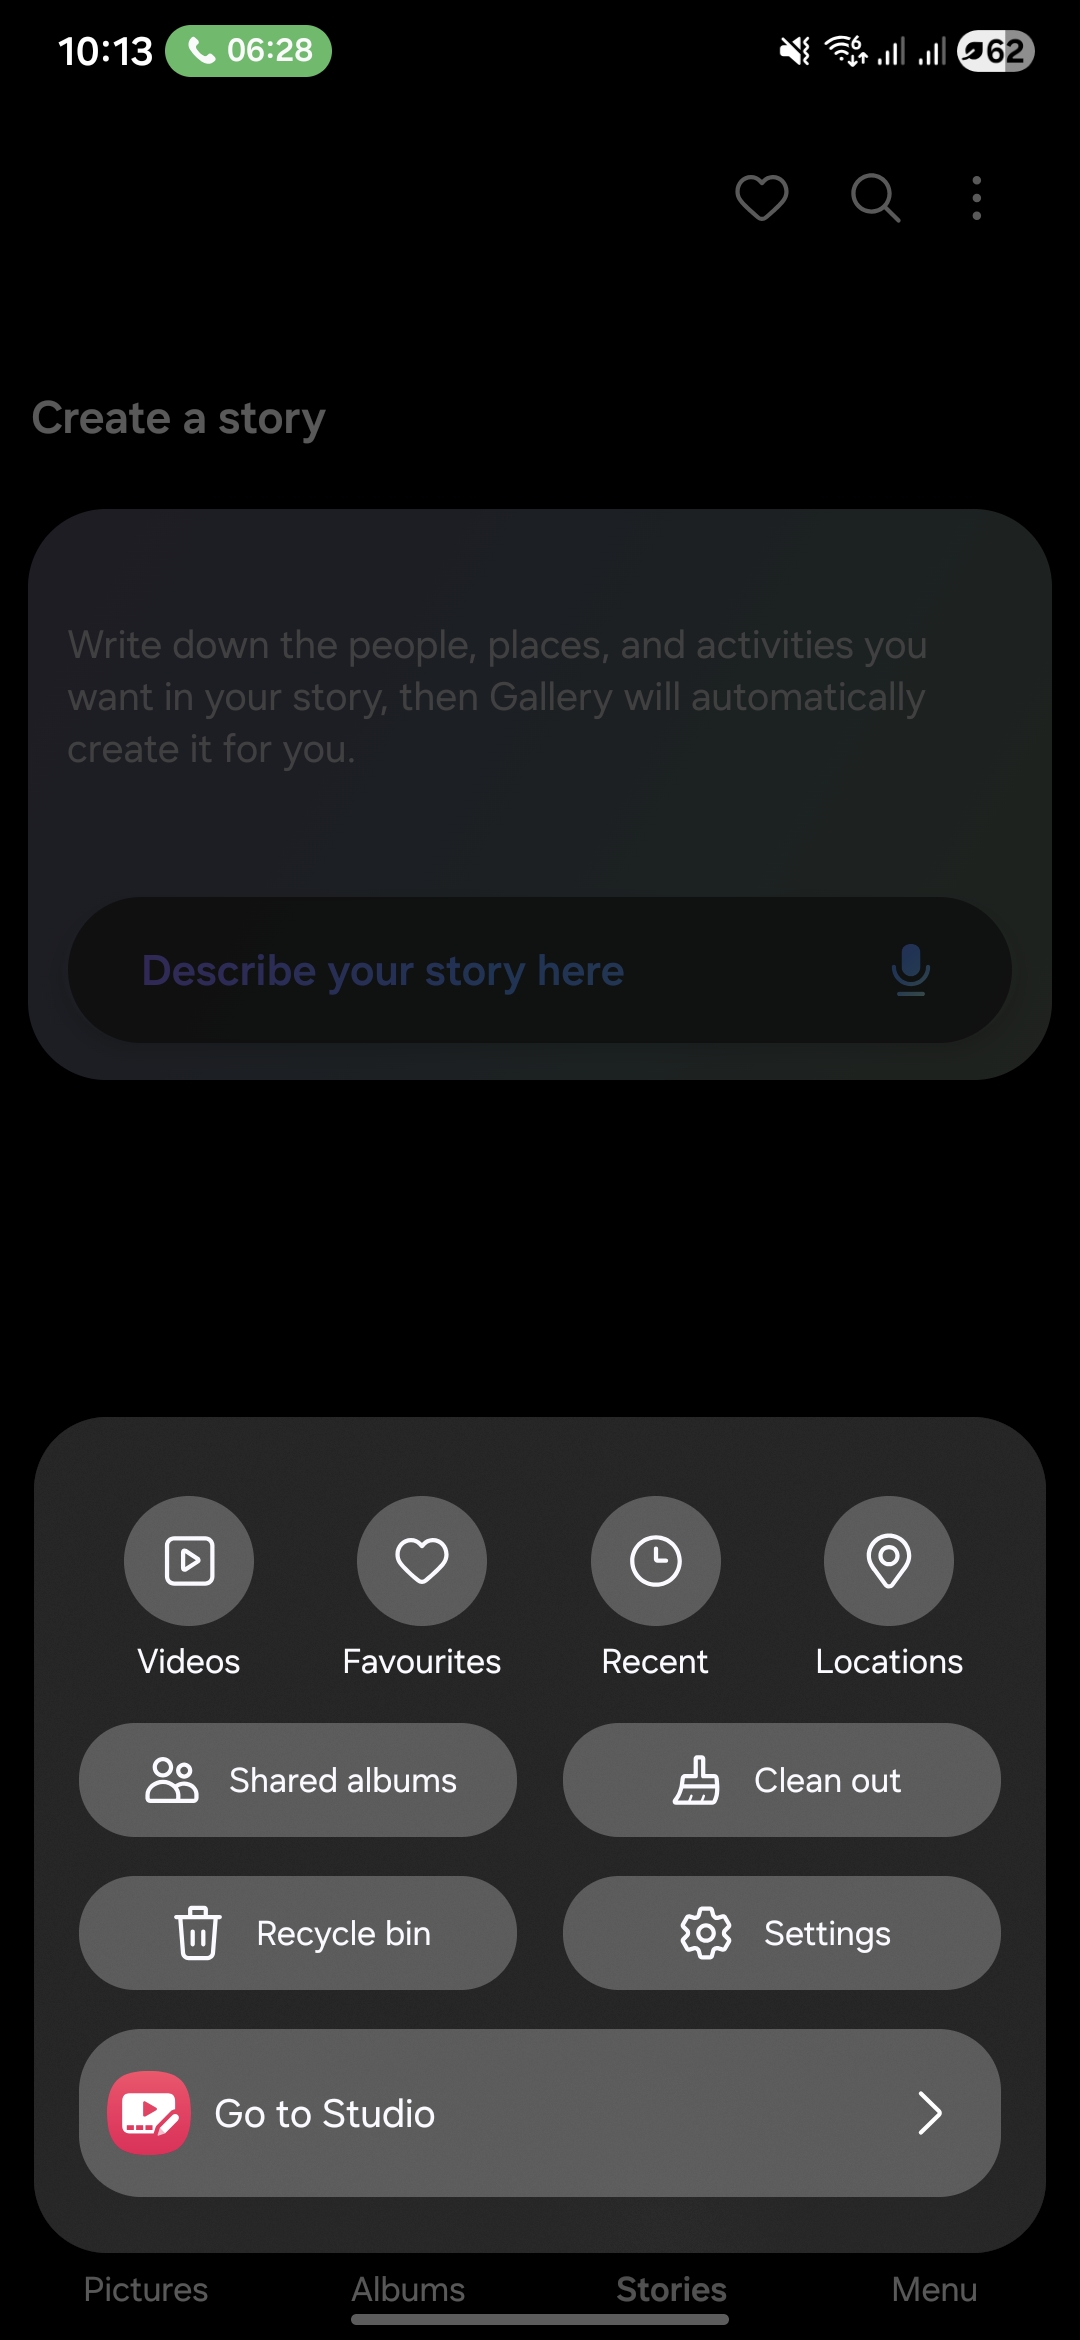 10:13 06:28 6 62
Create a story
Write down the people, places, and activities you
want in your story, then Gallery will automatically
create it for you.
Describe your story here
Videos Favourites Recent Locations
Shared albums Clean out
Recycle bin Settings
Go to Studio
Pictures Albums Stories Menu